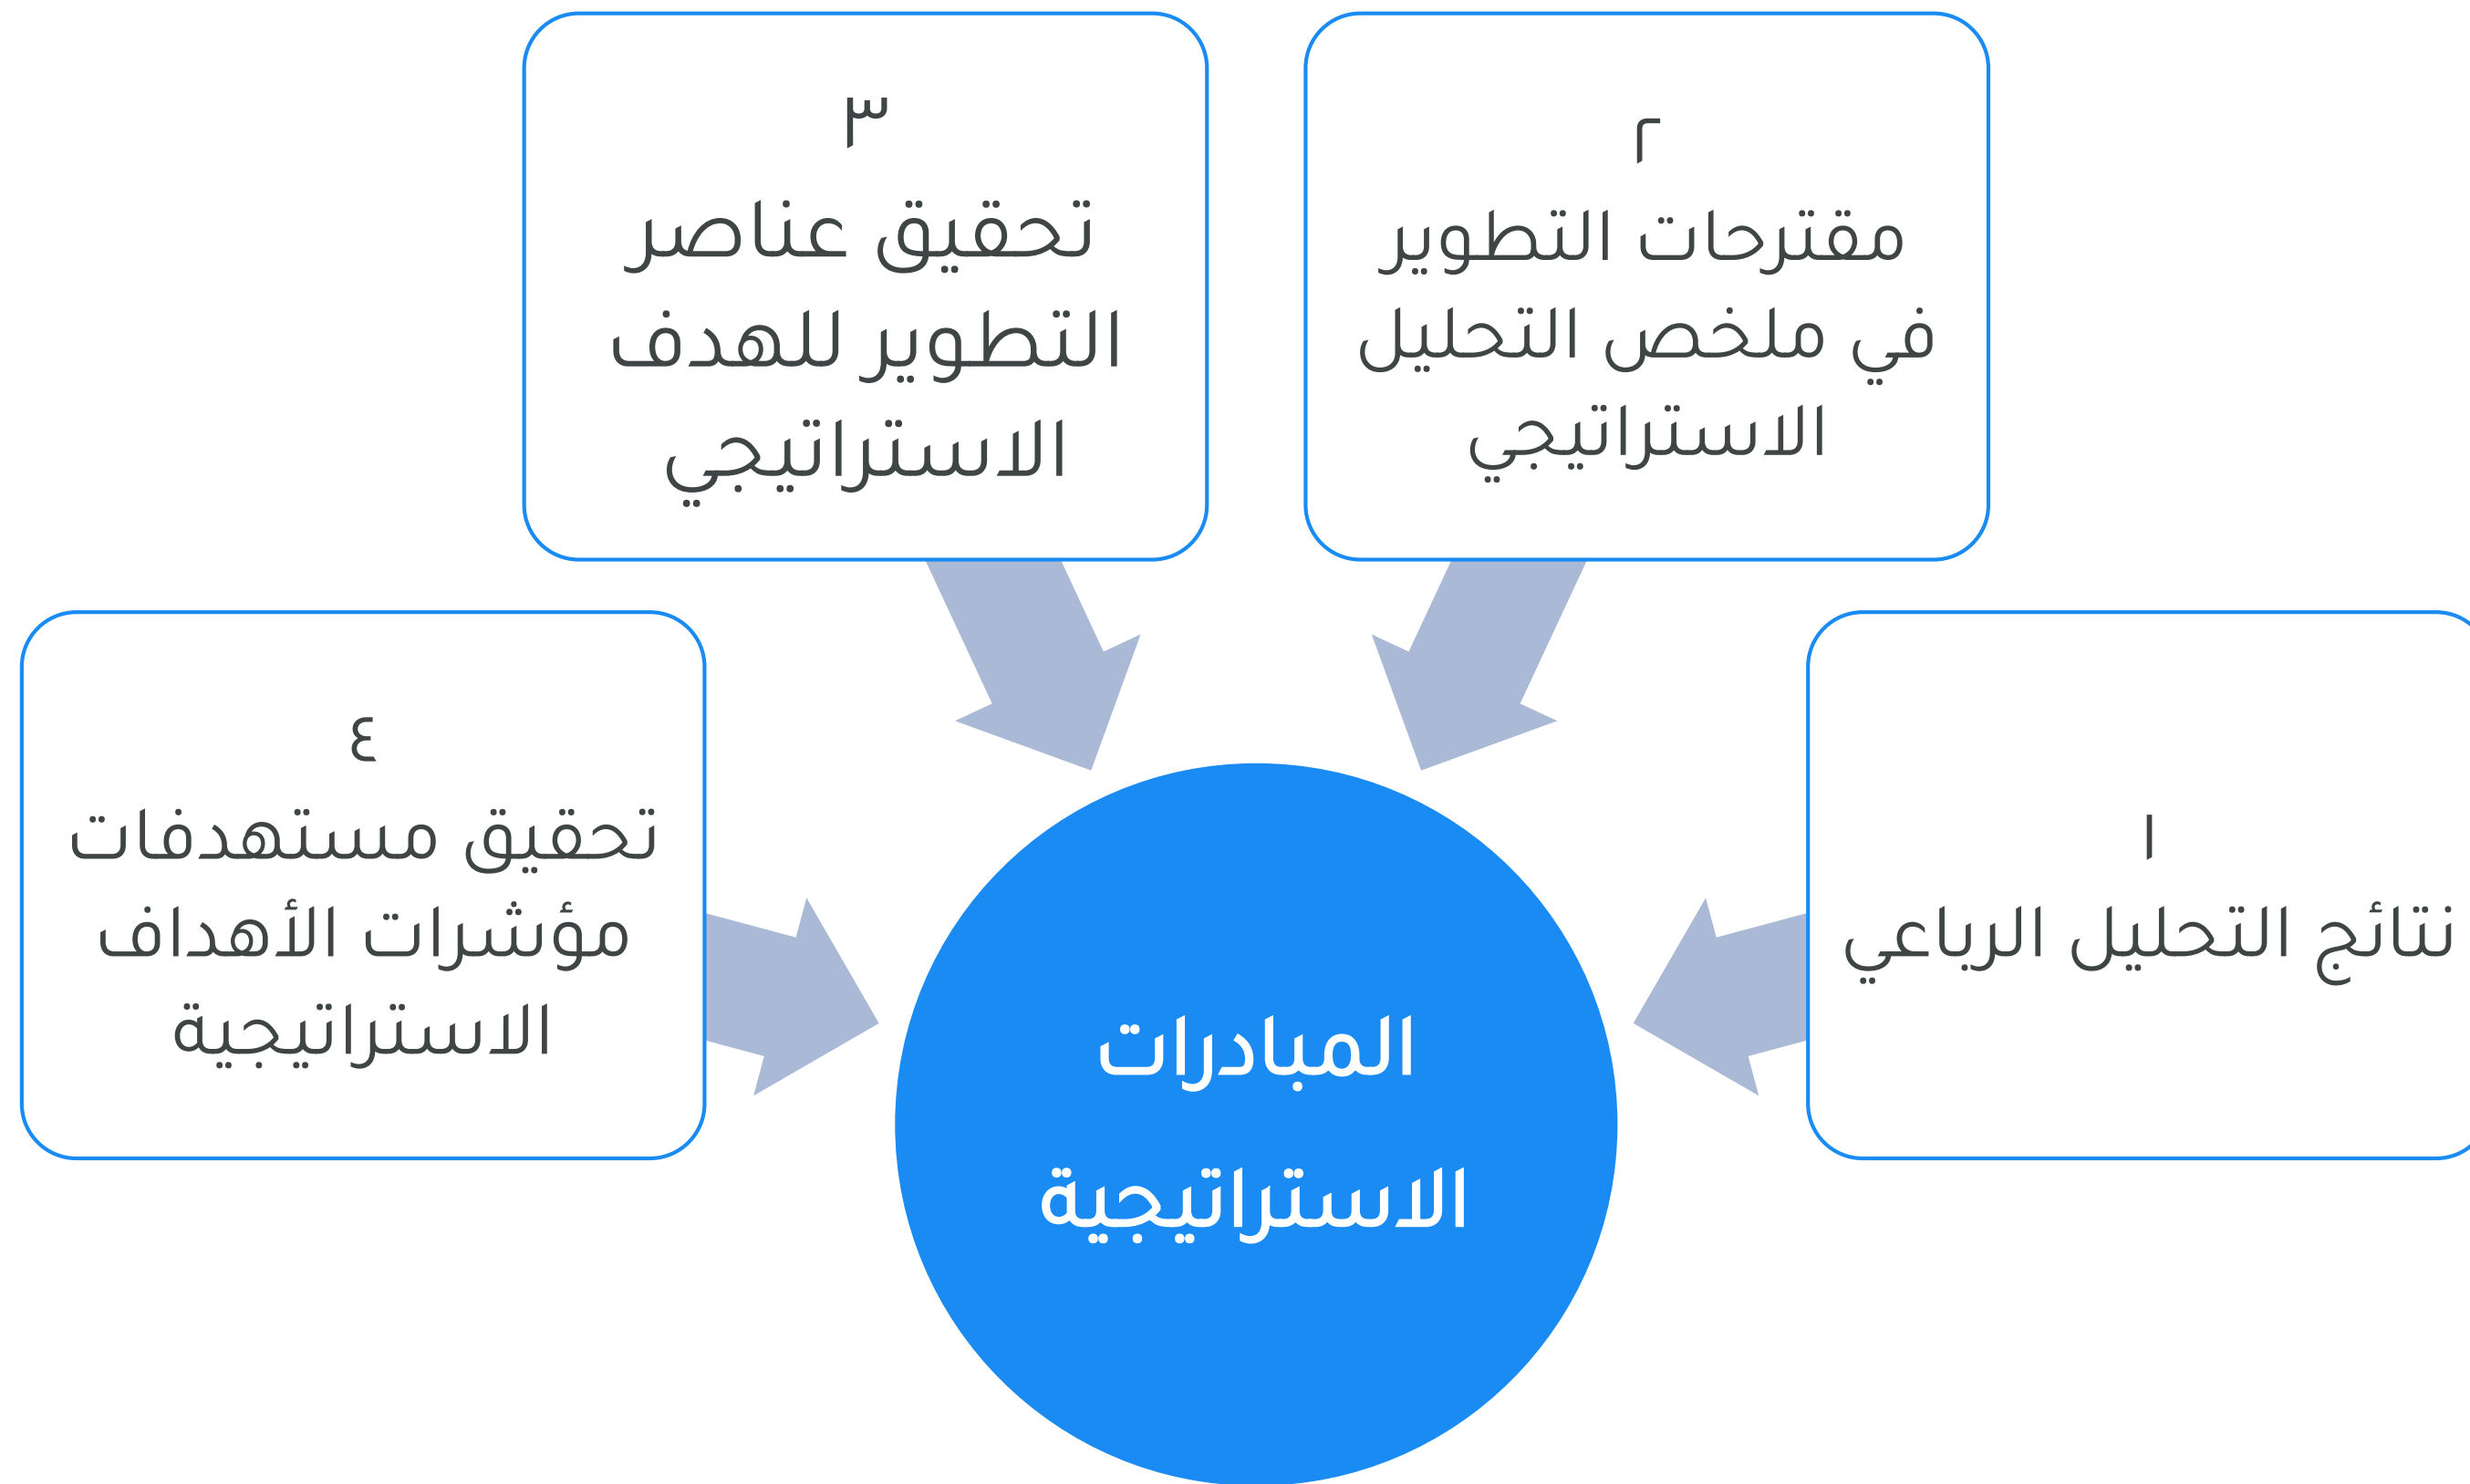 ١
نتائج التحليل الرباعي
٢
مقترحات التطوير
في ملخص التحليل
الاستراتيجي
٣
تحقيق عناصر
التطوير للهدف
الاستراتيجي
٤
تحقيق مستهدفات
مؤشرات الأهداف
الاستراتيجية
المبادرات
الاستراتيجية